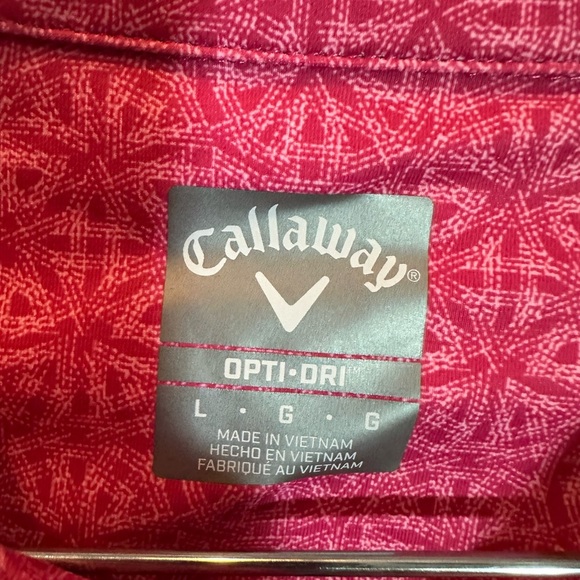 Callaway®
OPTI•DRI™
L • G • G
MADE IN VIETNAM
HECHO EN VIETNAM
FABRIQUÉ AU VIETNAM